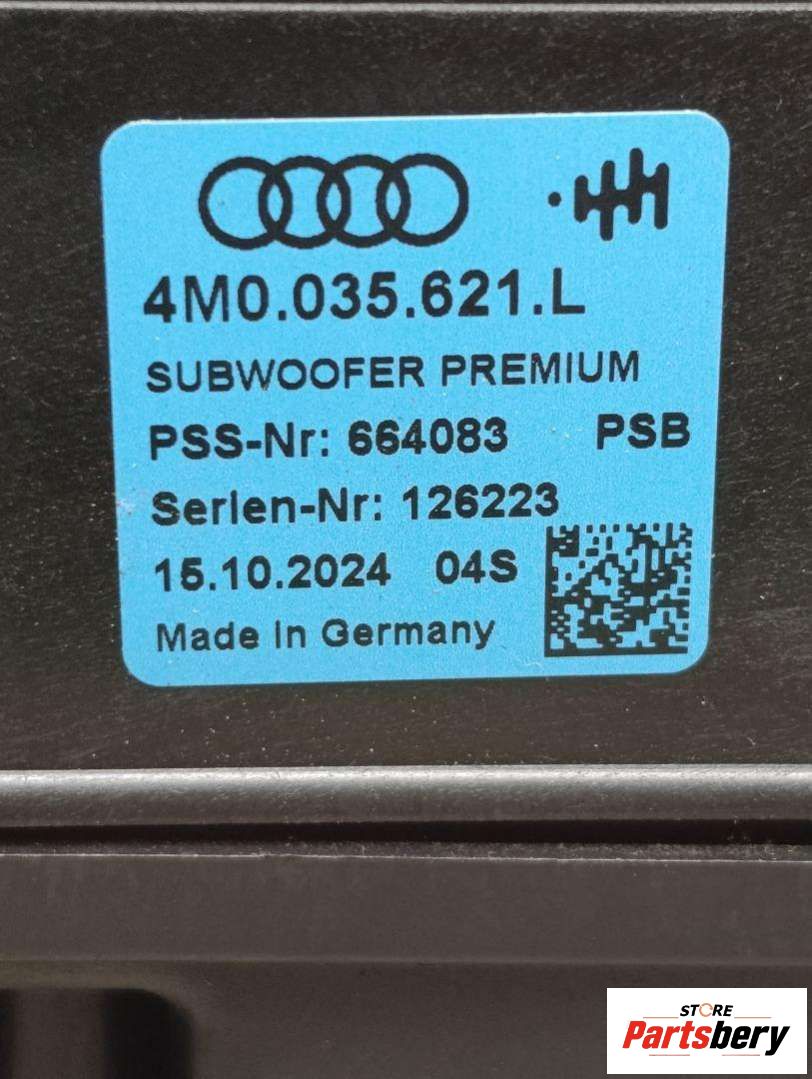 4M0.035.621.L
SUBWOOFER PREMIUM
PSS-Nr: 664083 PSB
Serien-Nr: 126223
15.10.2024 04S
Made in Germany
STORE
Partsbery